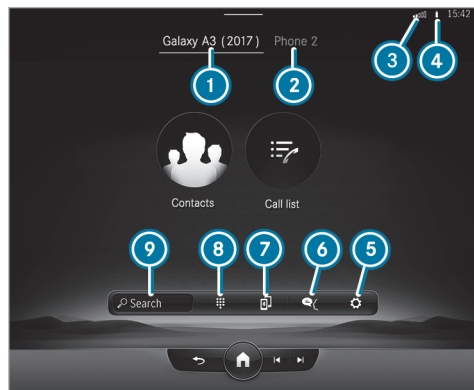 15:42
Galaxy A3 (2017) Phone 2
3 4
1 2
Contacts Call list
9 8 7 6 5
Search